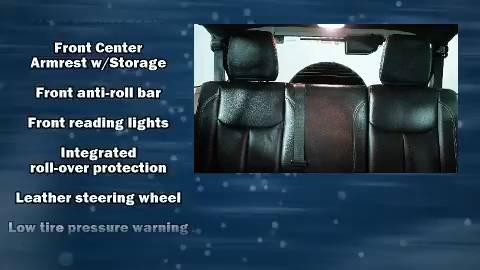 Front Center
Armrest w/Storage
Front anti-roll bar
Front reading lights
Integrated
roll-over protection
Leather steering wheel
Low tire pressure warning